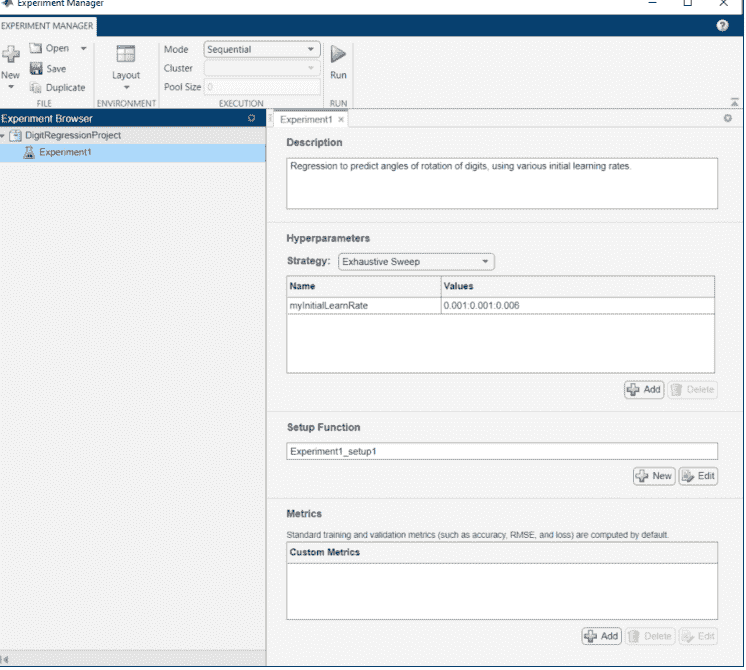 Experiment Manager
EXPERIMENT MANAGER
?
New
Open
Save
Duplicate
FILE
Layout
ENVIRONMENT
Mode Sequential
Cluster
Pool Size 0
EXECUTION
Run
RUN
Experiment Browser
DigitRegressionProject
Experiment1
Experiment1 ×
Description
Regression to predict angles of rotation of digits, using various initial learning rates.
Hyperparameters
Strategy: Exhaustive Sweep
Name Values
myInitialLearnRate 0.001:0.001:0.006
Add Delete
Setup Function
Experiment1_setup1
New Edit
Metrics
Standard training and validation metrics (such as accuracy, RMSE, and loss) are computed by default.
Custom Metrics
Add Delete Edit